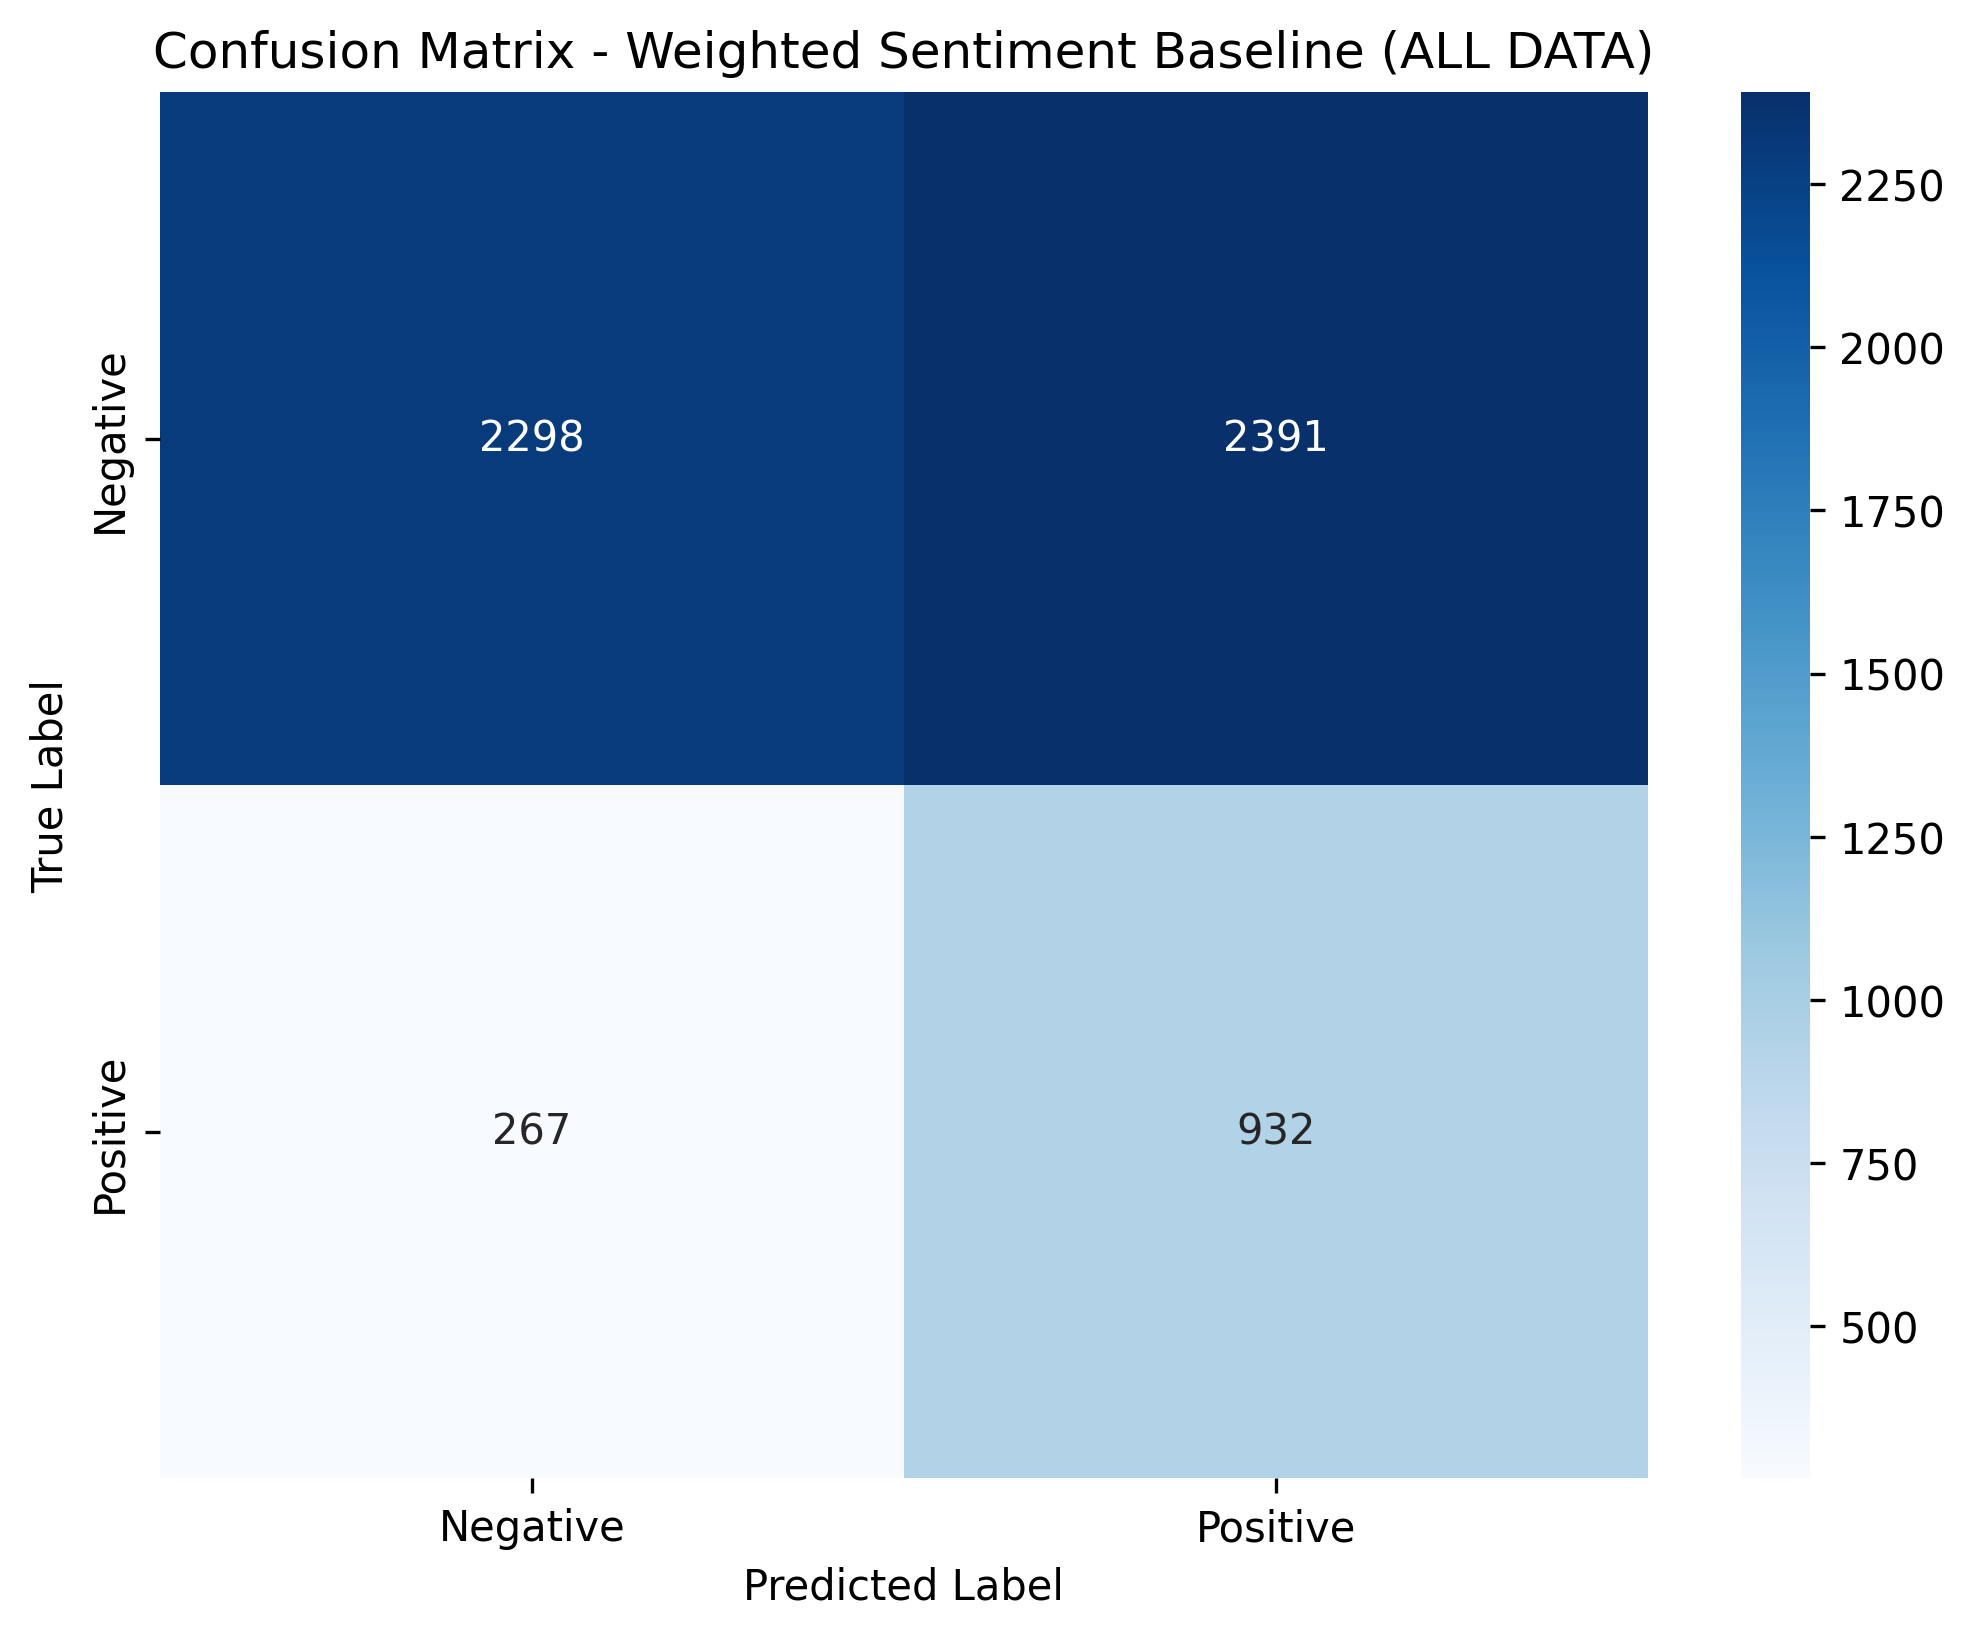 Confusion Matrix - Weighted Sentiment Baseline (ALL DATA)
True Label
Negative
Positive
2298
2391
267
932
Negative
Positive
Predicted Label
2250
2000
1750
1500
1250
1000
750
500